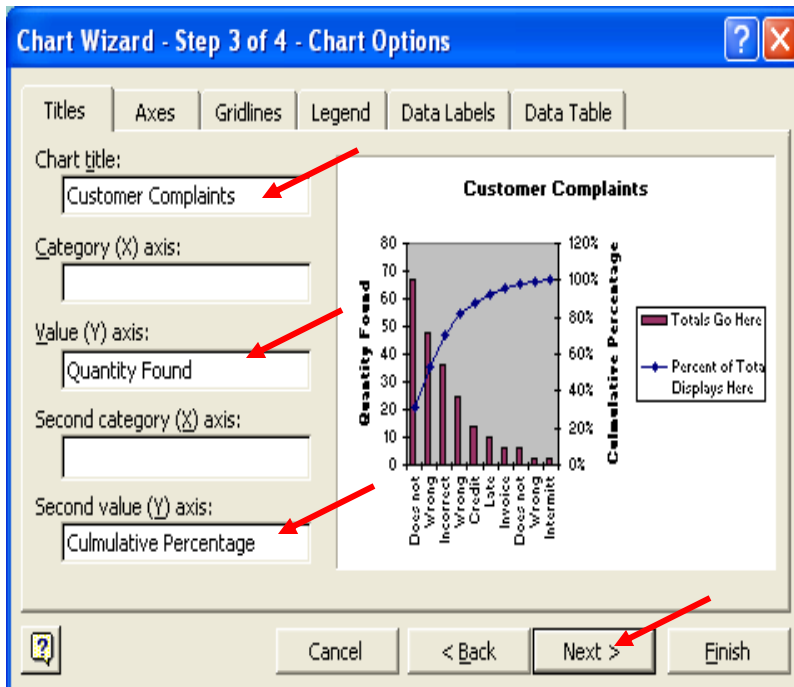 Chart Wizard - Step 3 of 4 - Chart Options
Titles
Axes
Gridlines
Legend
Data Labels
Data Table
Chart title:
Customer Complaints
Category (X) axis:
Value (Y) axis:
Quantity Found
Second category (X) axis:
Second value (Y) axis:
Culmulative Percentage
Customer Complaints
Quantity Found
80
70
60
50
40
30
20
10
0
120%
100%
80%
60%
40%
20%
0%
Culmulative Percentage
Does not
Wrong
Incorrect
Wrong
Credit
Late
Invoice
Does not
Wrong
Intermitt
Totals Go Here
Percent of Tota
Displays Here
Cancel
< Back
Next >
Finish